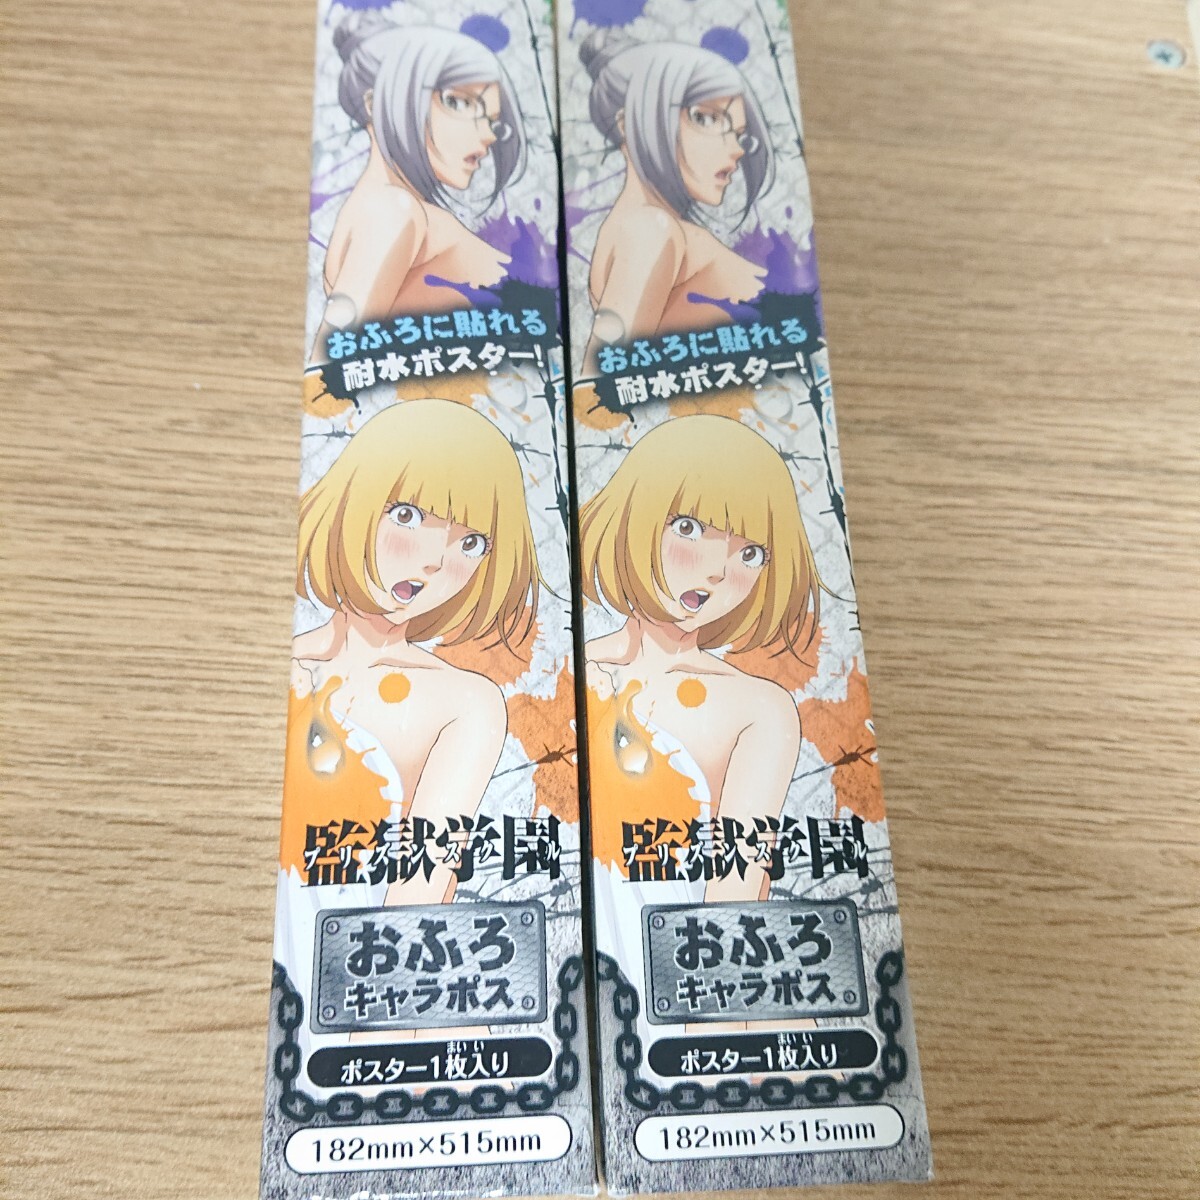 おふろに貼れる
耐水ポスター!
監獄学園
プリズンスクール
おふろ
キャラポス
まい い
ポスター1枚入り
182mm×515mm
おふろに貼れる
耐水ポスター!
監獄学園
プリズンスクール
おふろ
キャラポス
まい い
ポスター1枚入り
182mm×515mm